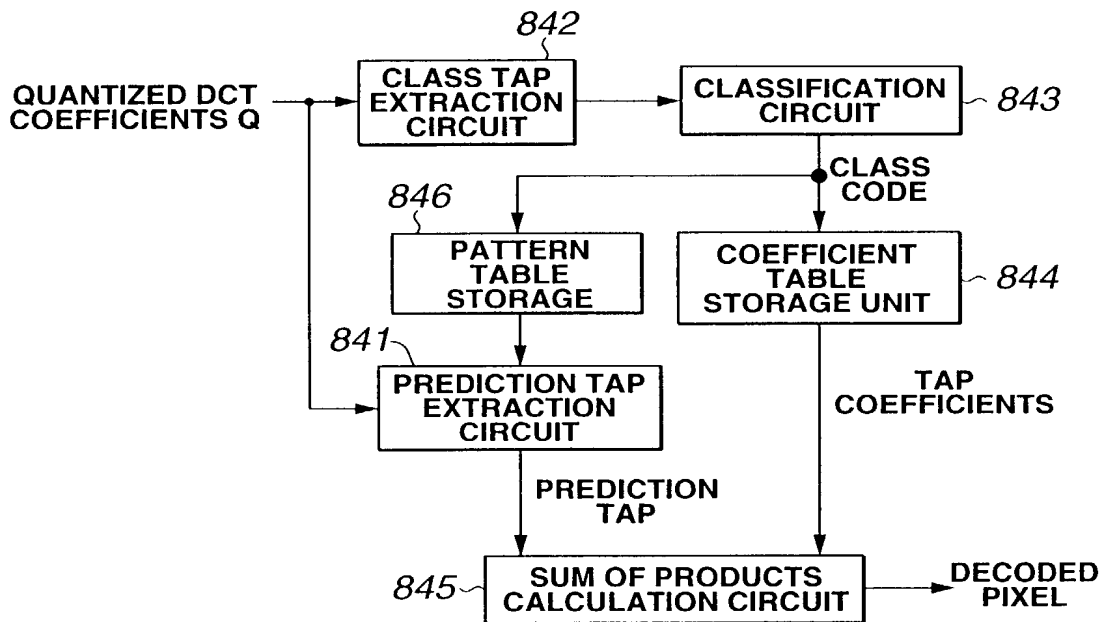 842
QUANTIZED DCT
COEFFICIENTS Q
CLASS TAP
EXTRACTION
CIRCUIT
CLASSIFICATION
CIRCUIT
843
CLASS
CODE
846
PATTERN
TABLE
STORAGE
COEFFICIENT
TABLE
STORAGE UNIT
844
841
PREDICTION TAP
EXTRACTION
CIRCUIT
TAP
COEFFICIENTS
PREDICTION
TAP
845
SUM OF PRODUCTS
CALCULATION CIRCUIT
DECODED
PIXEL